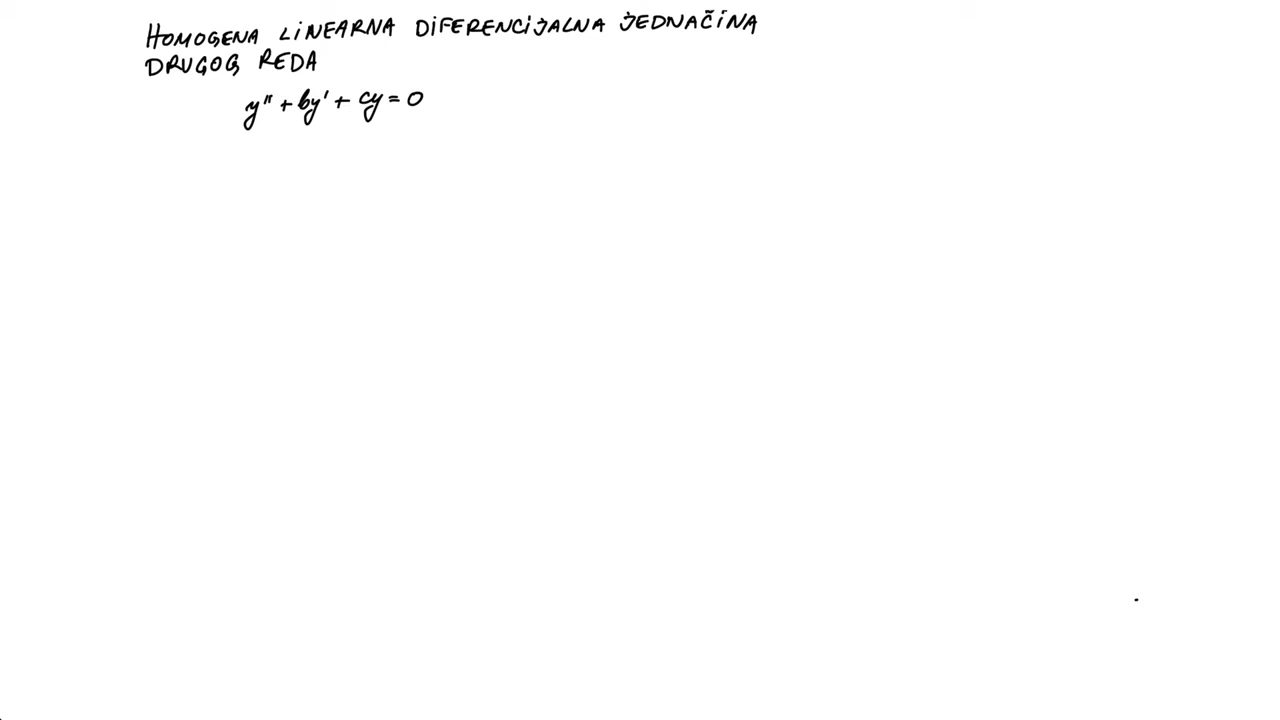 HOMOGENA LINEARNA DIFERENCIJALNA JEDNAČINA
DRUGOG REDA
y'' + by' + cy = 0